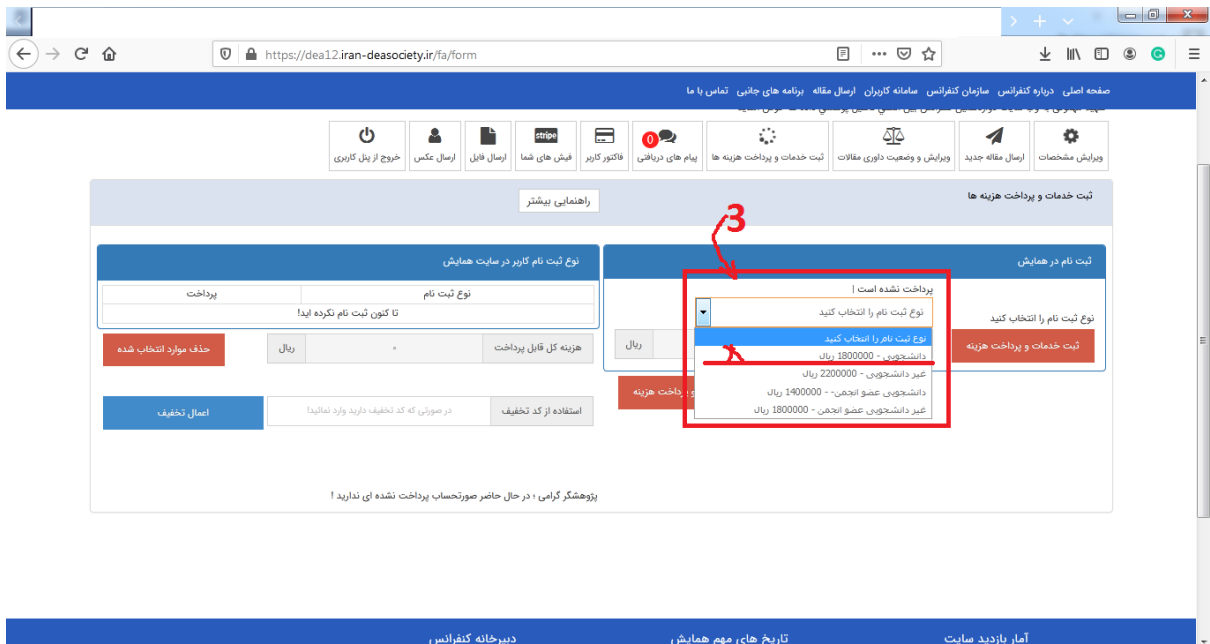 https://dea12.iran-deasociety.ir/fa/form
صفحه اصلی درباره کنفرانس سازمان کنفرانس سامانه کاربران ارسال مقاله برنامه های جانبی تماس با ما
ویرایش مشخصات
ارسال مقاله جدید
ویرایش و وضعیت داوری مقالات
ثبت خدمات و پرداخت هزینه ها
0
پیام های دریافتی
فاکتور کاربر
stripe
فیش های شما
ارسال فایل
ارسال عکس
خروج از پنل کاربری
ثبت خدمات و پرداخت هزینه ها
راهنمایی بیشتر
3
ثبت نام در همایش
پرداخت نشده است |
نوع ثبت نام را انتخاب کنید
نوع ثبت نام را انتخاب کنید
نوع ثبت نام را انتخاب کنید
دانشجویی - 1800000 ریال
غیر دانشجویی - 2200000 ریال
دانشجویی عضو انجمن- - 1400000 ریال
غیر دانشجویی عضو انجمن - 1800000 ریال
ثبت خدمات و پرداخت هزینه
ریال
و پرداخت هزینه
نوع ثبت نام کاربر در سایت همایش
نوع ثبت نام
پرداخت
تا کنون ثبت نام نکرده اید!
هزینه کل قابل پرداخت
ریال
حذف موارد انتخاب شده
استفاده از کد تخفیف
در صورتی که کد تخفیف دارید وارد نمائید!
اعمال تخفیف
پژوهشگر گرامی ؛ در حال حاضر صورتحساب پرداخت نشده ای ندارید !
آمار بازدید سایت
تاریخ های مهم همایش
دبیرخانه کنفرانس